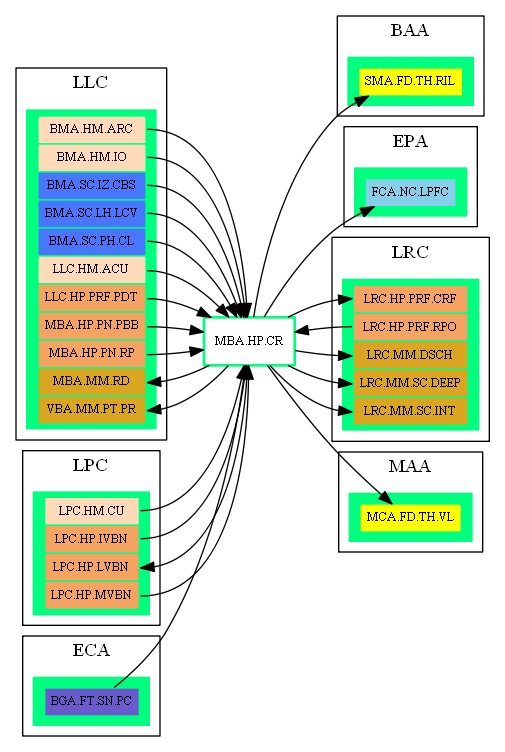 LLC
BMA.HM.ARC
BMA.HM.IO
BMA.SC.IZ.CBS
BMA.SC.LH.LCV
BMA.SC.PH.CL
LLC.HM.ACU
LLC.HP.PRF.PDT
MBA.HP.PN.PBB
MBA.HP.PN.RP
MBA.MM.RD
VBA.MM.PT.PR
LPC
LPC.HM.CU
LPC.HP.IVBN
LPC.HP.LVBN
LPC.HP.MVBN
ECA
BGA.FT.SN.PC
MBA.HP.CR
BAA
SMA.FD.TH.RIL
EPA
FCA.NC.LPFC
LRC
LRC.HP.PRF.CRF
LRC.HP.PRF.RPO
LRC.MM.DSCH
LRC.MM.SC.DEEP
LRC.MM.SC.INT
MAA
MCA.FD.TH.VL